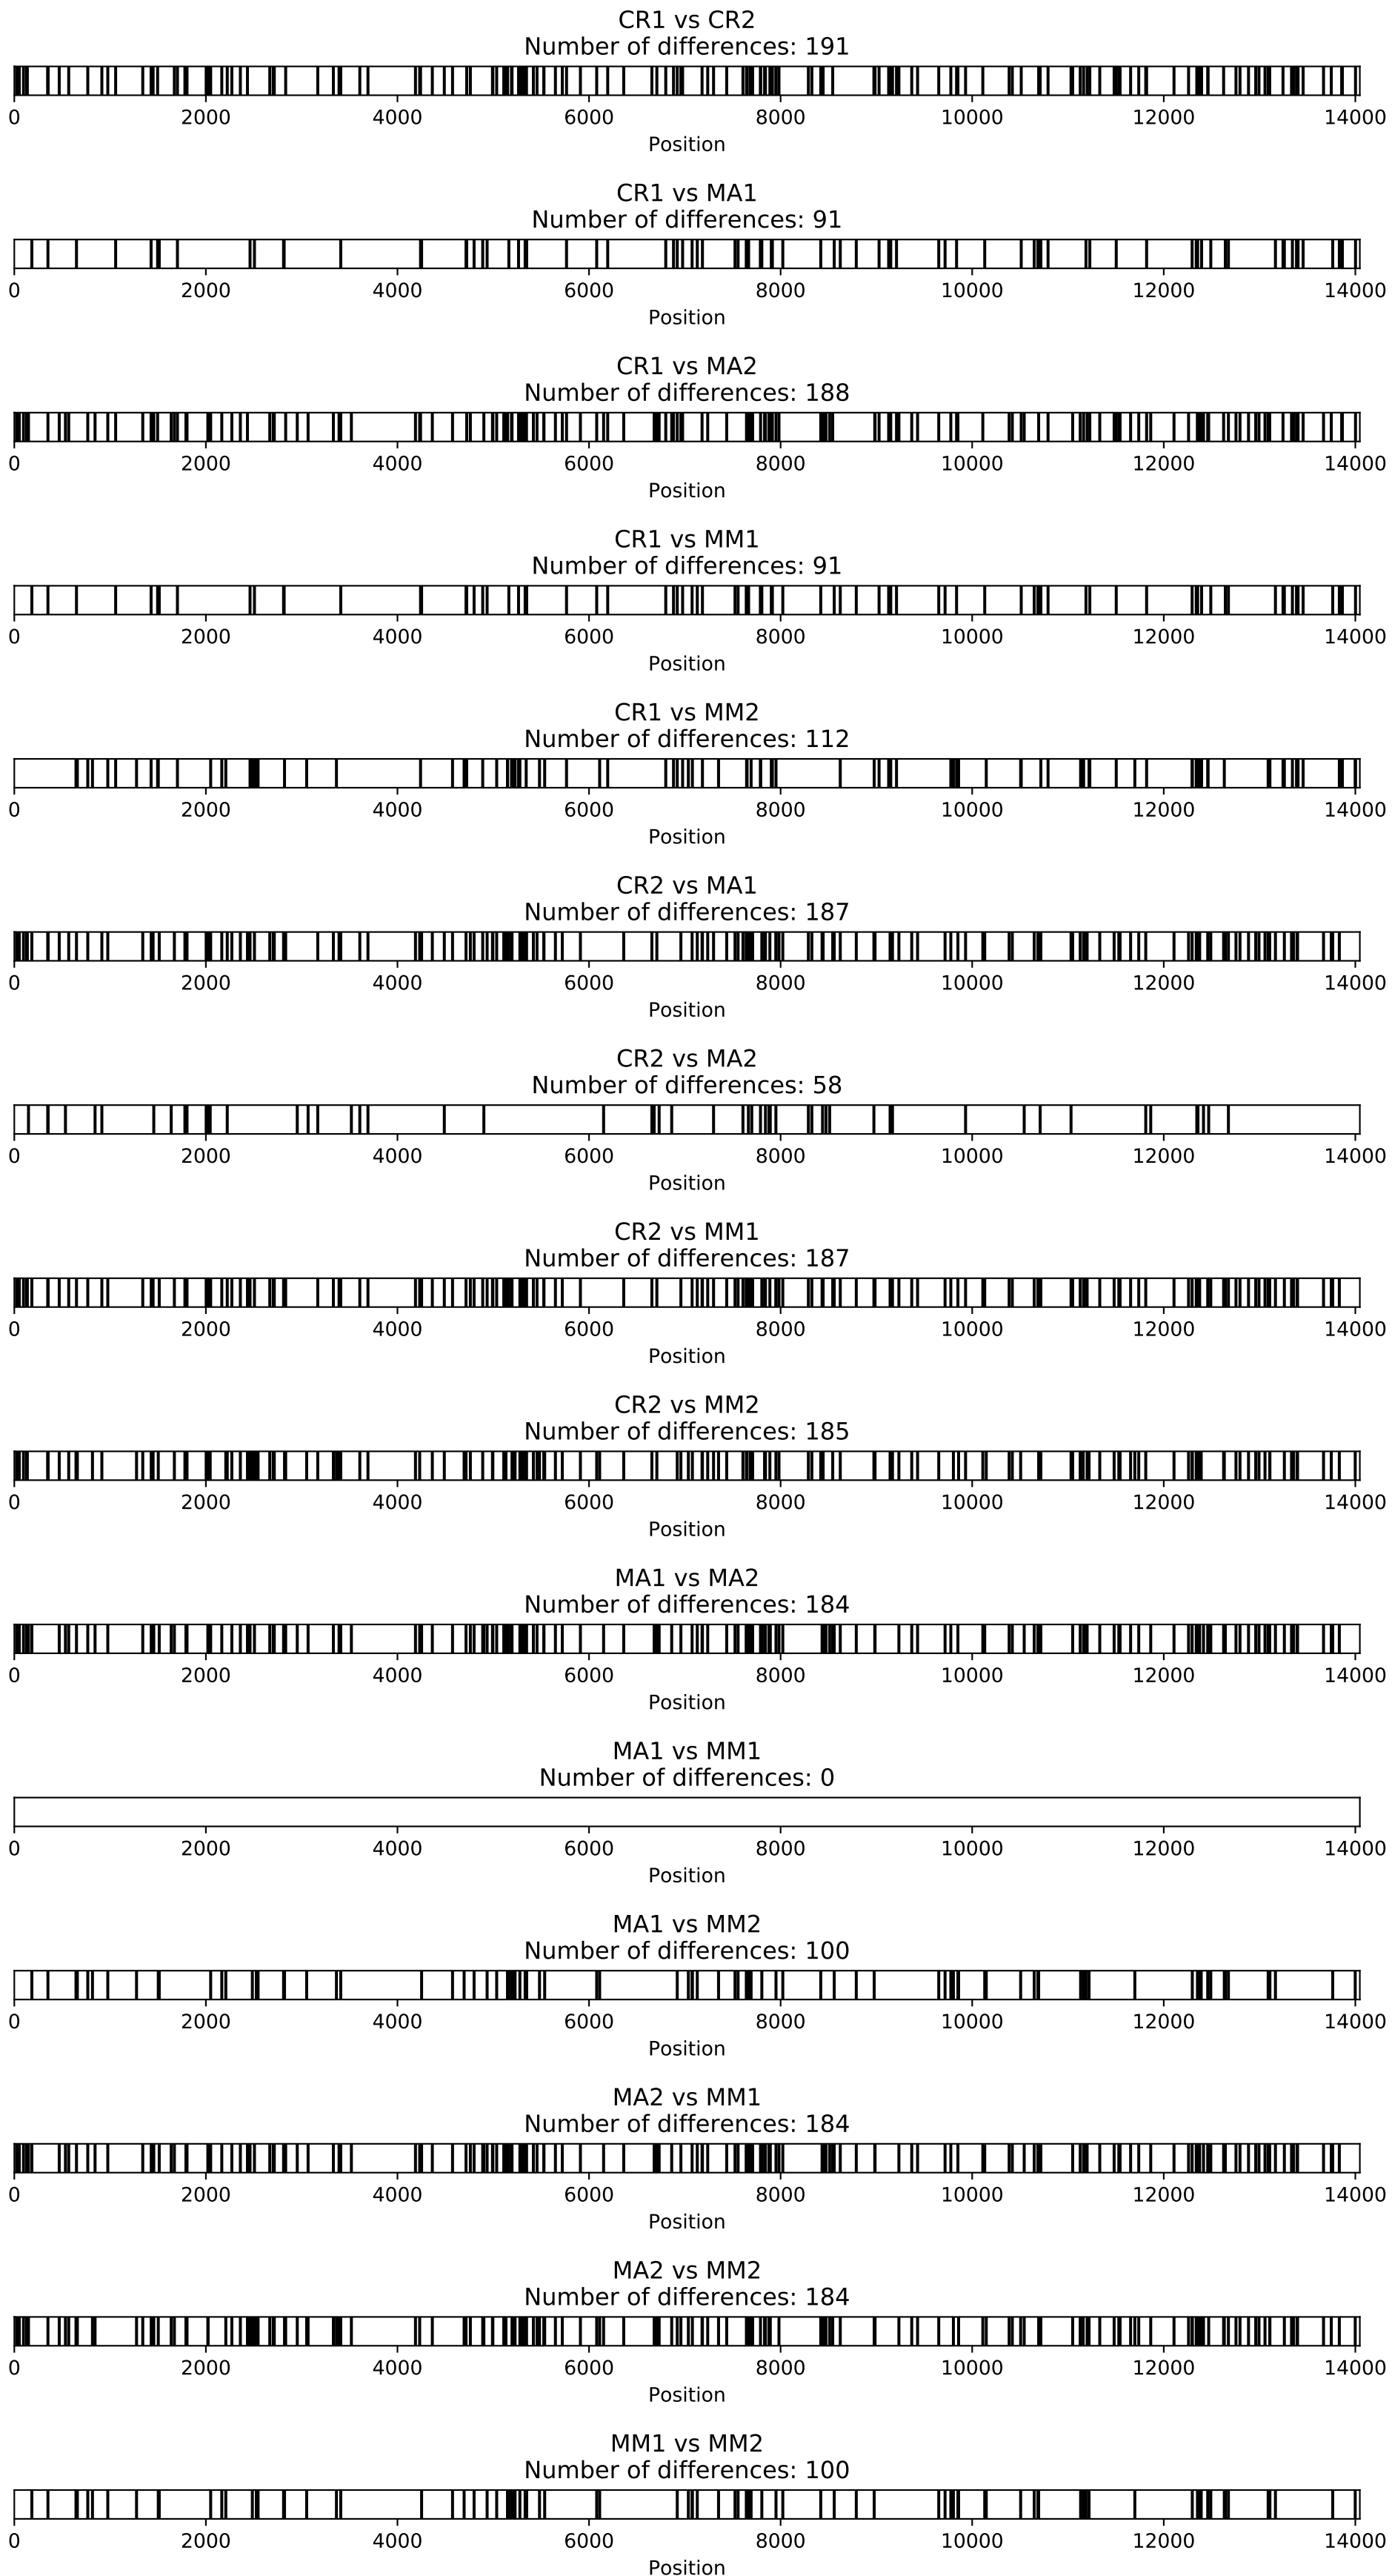 CR1 vs CR2
Number of differences: 191
0 2000 4000 6000 8000 10000 12000 14000
Position
CR1 vs MA1
Number of differences: 91
0 2000 4000 6000 8000 10000 12000 14000
Position
CR1 vs MA2
Number of differences: 188
0 2000 4000 6000 8000 10000 12000 14000
Position
CR1 vs MM1
Number of differences: 91
0 2000 4000 6000 8000 10000 12000 14000
Position
CR1 vs MM2
Number of differences: 112
0 2000 4000 6000 8000 10000 12000 14000
Position
CR2 vs MA1
Number of differences: 187
0 2000 4000 6000 8000 10000 12000 14000
Position
CR2 vs MA2
Number of differences: 58
0 2000 4000 6000 8000 10000 12000 14000
Position
CR2 vs MM1
Number of differences: 187
0 2000 4000 6000 8000 10000 12000 14000
Position
CR2 vs MM2
Number of differences: 185
0 2000 4000 6000 8000 10000 12000 14000
Position
MA1 vs MA2
Number of differences: 184
0 2000 4000 6000 8000 10000 12000 14000
Position
MA1 vs MM1
Number of differences: 0
0 2000 4000 6000 8000 10000 12000 14000
Position
MA1 vs MM2
Number of differences: 100
0 2000 4000 6000 8000 10000 12000 14000
Position
MA2 vs MM1
Number of differences: 184
0 2000 4000 6000 8000 10000 12000 14000
Position
MA2 vs MM2
Number of differences: 184
0 2000 4000 6000 8000 10000 12000 14000
Position
MM1 vs MM2
Number of differences: 100
0 2000 4000 6000 8000 10000 12000 14000
Position